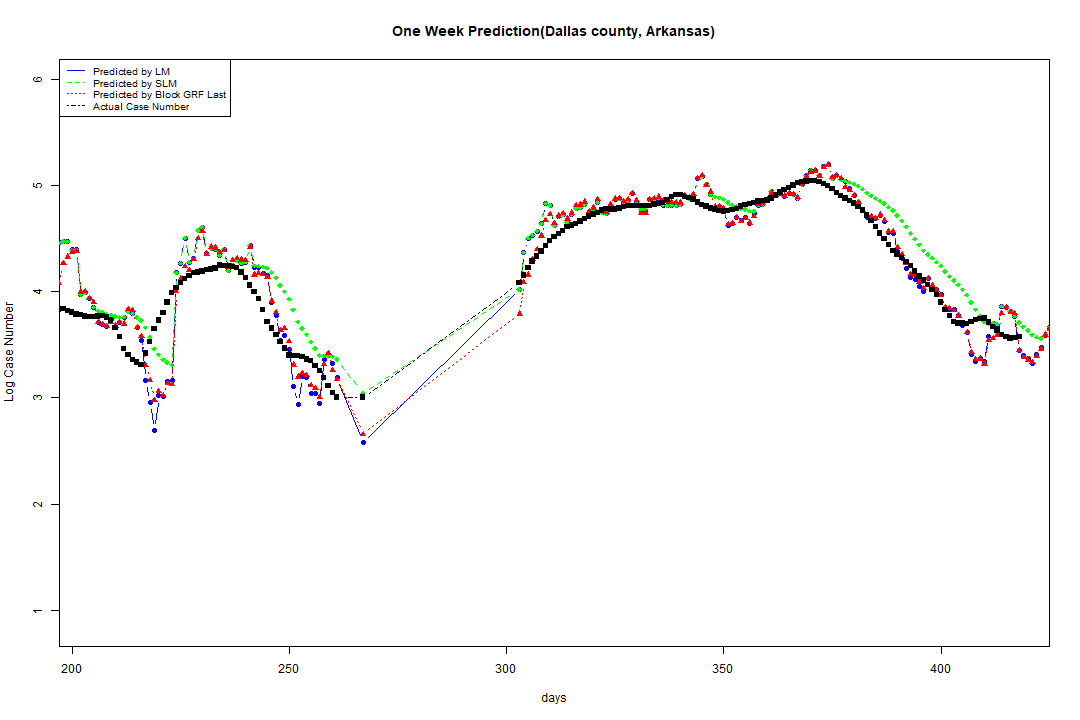 One Week Prediction(Dallas county, Arkansas)
Predicted by LM
Predicted by SLM
Predicted by Block GRF Last
Actual Case Number
6
5
4
3
2
1
Log Case Number
200 250 300 350 400
days